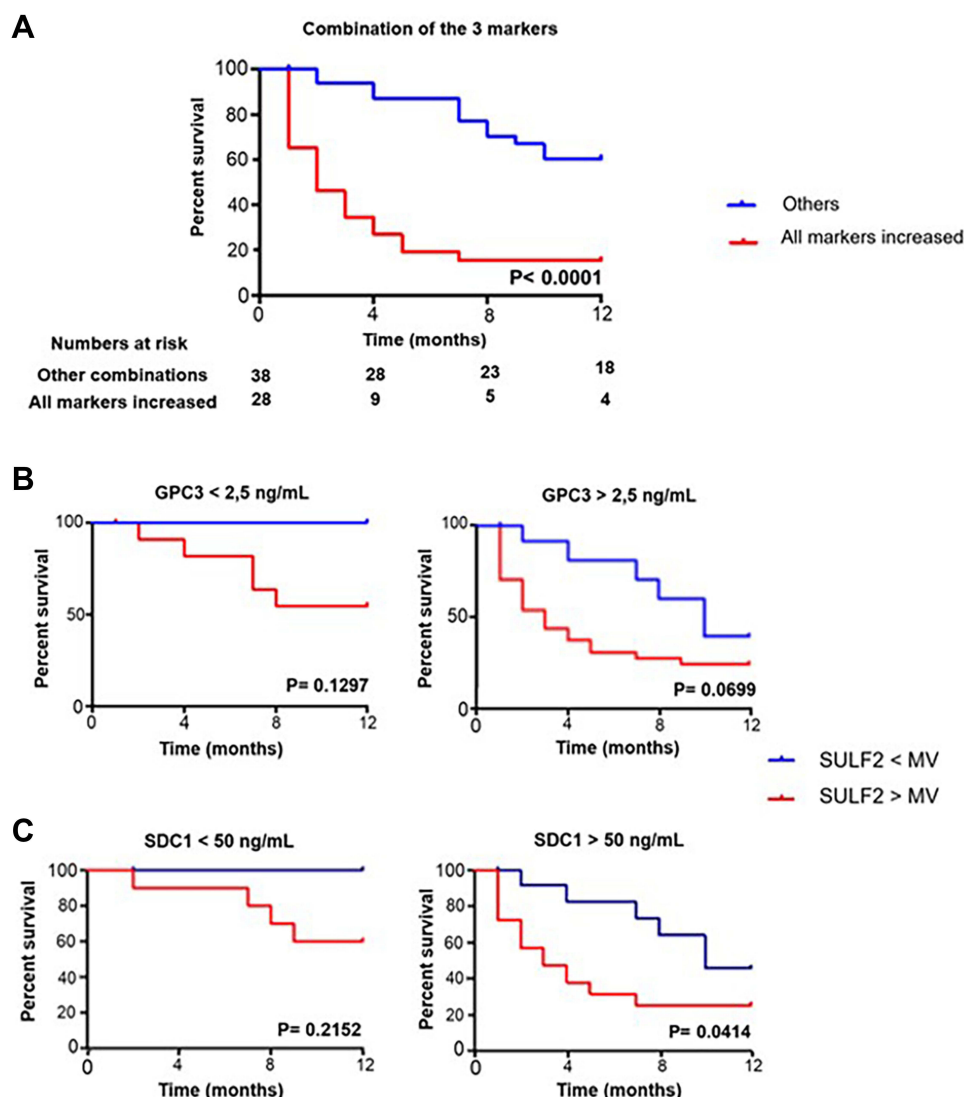 A
Combination of the 3 markers
Percent survival
100
80
60
40
20
0
P< 0.0001
0 4 8 12
Time (months)
Others
All markers increased
Numbers at risk
Other combinations 38 28 23 18
All markers increased 28 9 5 4
B
GPC3 < 2,5 ng/mL
Percent survival
100
50
0
P= 0.1297
0 4 8 12
Time (months)
GPC3 > 2,5 ng/mL
Percent survival
100
50
0
P= 0.0699
0 4 8 12
Time (months)
SULF2 < MV
SULF2 > MV
C
SDC1 < 50 ng/mL
Percent survival
100
80
60
40
20
0
P= 0.2152
0 4 8 12
Time (months)
SDC1 > 50 ng/mL
Percent survival
100
80
60
40
20
0
P= 0.0414
0 4 8 12
Time (months)